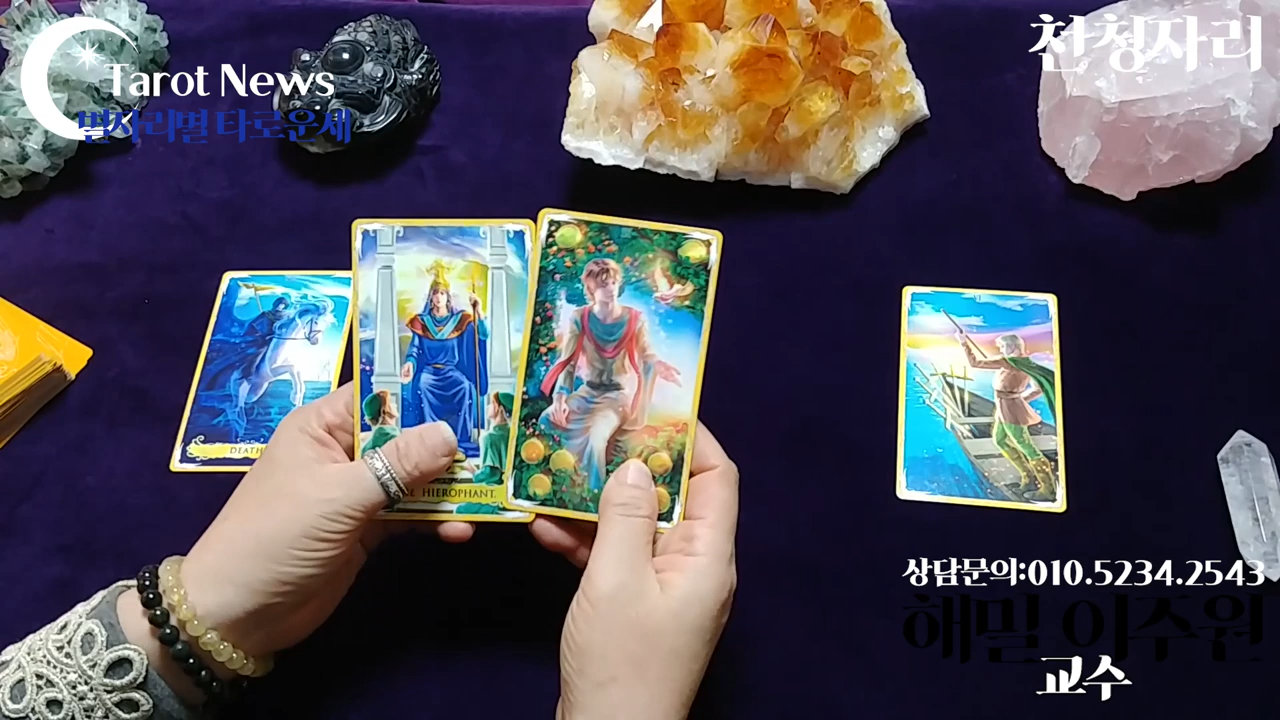 Tarot News
별자리별 타로운세
천칭자리
DEATH
HIEROPHANT.
상담문의:010.5234.2543
해밀 이주원
교수